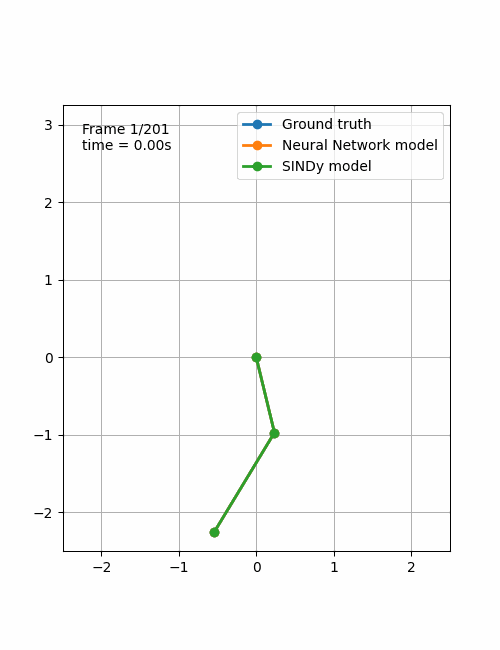 Frame 1/201
time = 0.00s
Ground truth
Neural Network model
SINDy model
3
2
1
0
−1
−2
−2
−1
0
1
2